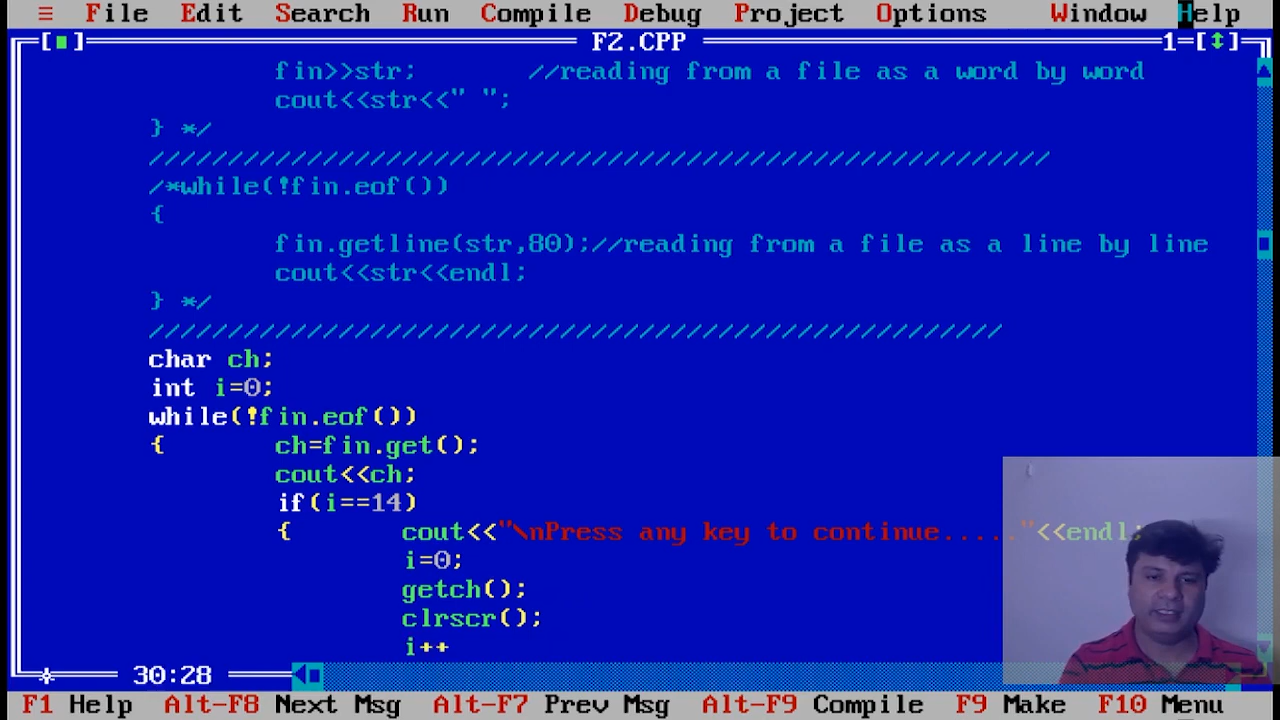 ≡ File Edit Search Run Compile Debug Project Options Window Help
[■] F2.CPP 1=[↕]
fin>>str; //reading from a file as a word by word
cout<<str<<" ";
} */
/////////////////////////////////////////////////////////
/*while(!fin.eof())
{
fin.getline(str,80);//reading from a file as a line by line
cout<<str<<endl;
} */
//////////////////////////////////////////////////////
char ch;
int i=0;
while(!fin.eof())
{ ch=fin.get();
cout<<ch;
if(i==14)
{ cout<<"\nPress any key to continue....."<<endl;
i=0;
getch();
clrscr();
i++
30:28
F1 Help Alt-F8 Next Msg Alt-F7 Prev Msg Alt-F9 Compile F9 Make F10 Menu